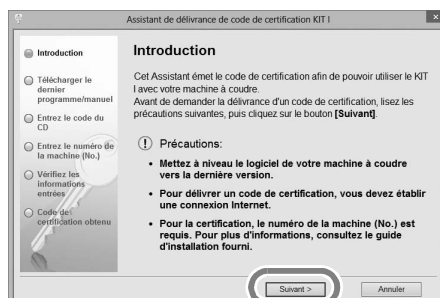 Assistant de délivrance de code de certification KIT I
Introduction
Télécharger le
dernier
programme/manuel
Entrez le code du
CD
Entrez le numéro de
la machine (No.)
Vérifiez les
informations
entrées
Code de
certification obtenu
Introduction
Cet Assistant émet le code de certification afin de pouvoir utiliser le KIT
I avec votre machine à coudre.
Avant de demander la délivrance d'un code de certification, lisez les
précautions suivantes, puis cliquez sur le bouton [Suivant].
Précautions:
• Mettez à niveau le logiciel de votre machine à coudre
vers la dernière version.
• Pour délivrer un code de certification, vous devez établir
une connexion Internet.
• Pour la certification, le numéro de la machine (No.) est
requis. Pour plus d'informations, consultez le guide
d'installation fourni.
Suivant >
Annuler